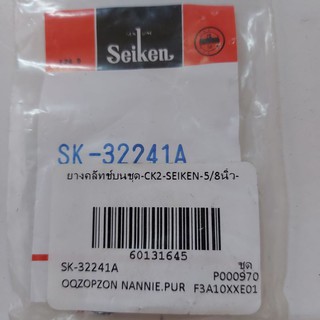 Seiken
SK-32241A
ยางคลัทช์บนชุด-CK2-SEIKEN-5/8นิ้ว-
60131645
SK-32241A ชุด
P000970
OQZOPZON NANNIE.PUR F3A10XXE01